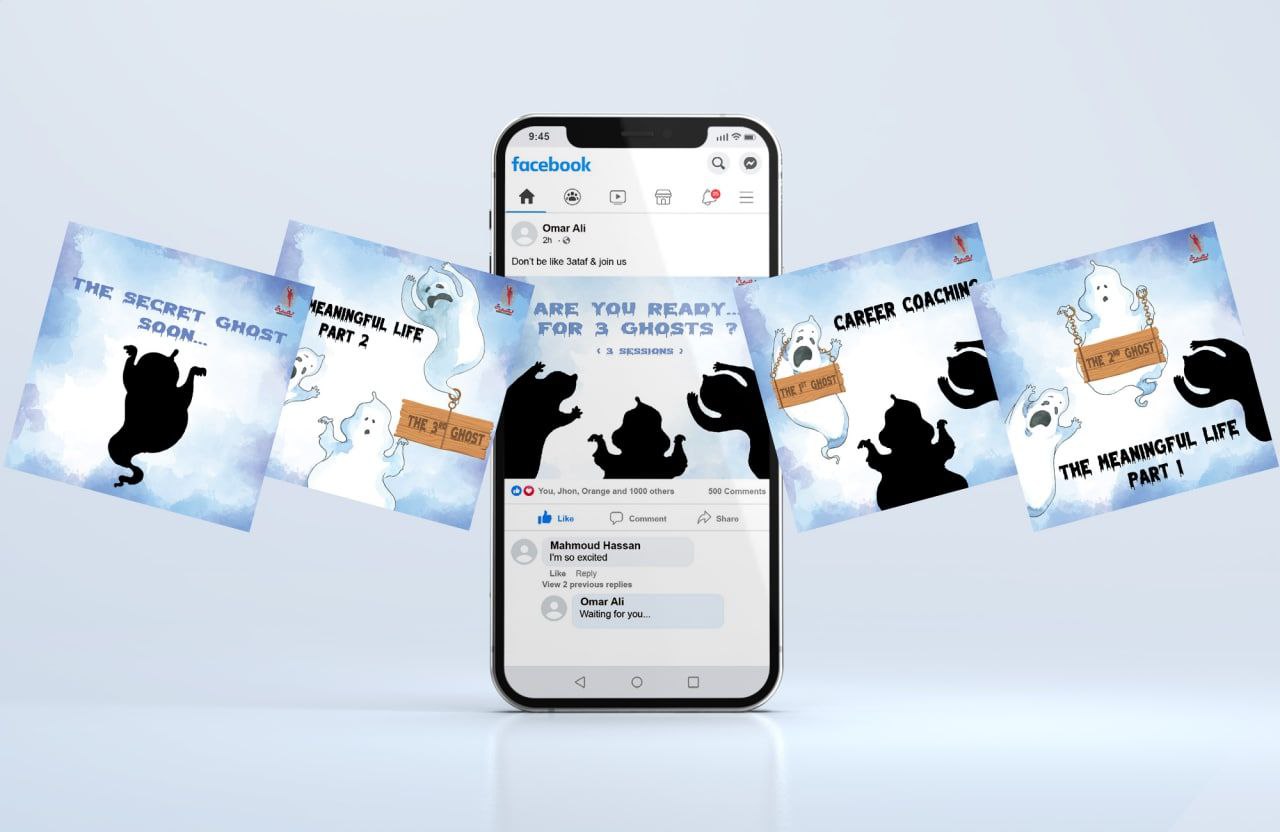 THE SECRET GHOST
SOON...
MEANINGFUL LIFE
PART 2
THE 3RD GHOST
9:45
facebook
Omar Ali
2h
Don't be like 3ataf & join us
ARE YOU READY...
FOR 3 GHOSTS ?
( 3 SESSIONS )
You, Jhon, Orange and 1000 others 500 Comments
Like Comment Share
Mahmoud Hassan
I'm so excited
Like Reply
View 2 previous replies
Omar Ali
Waiting for you...
CAREER COACHING
THE 1ST GHOST
THE 2ND GHOST
THE MEANINGFUL LIFE
PART 1